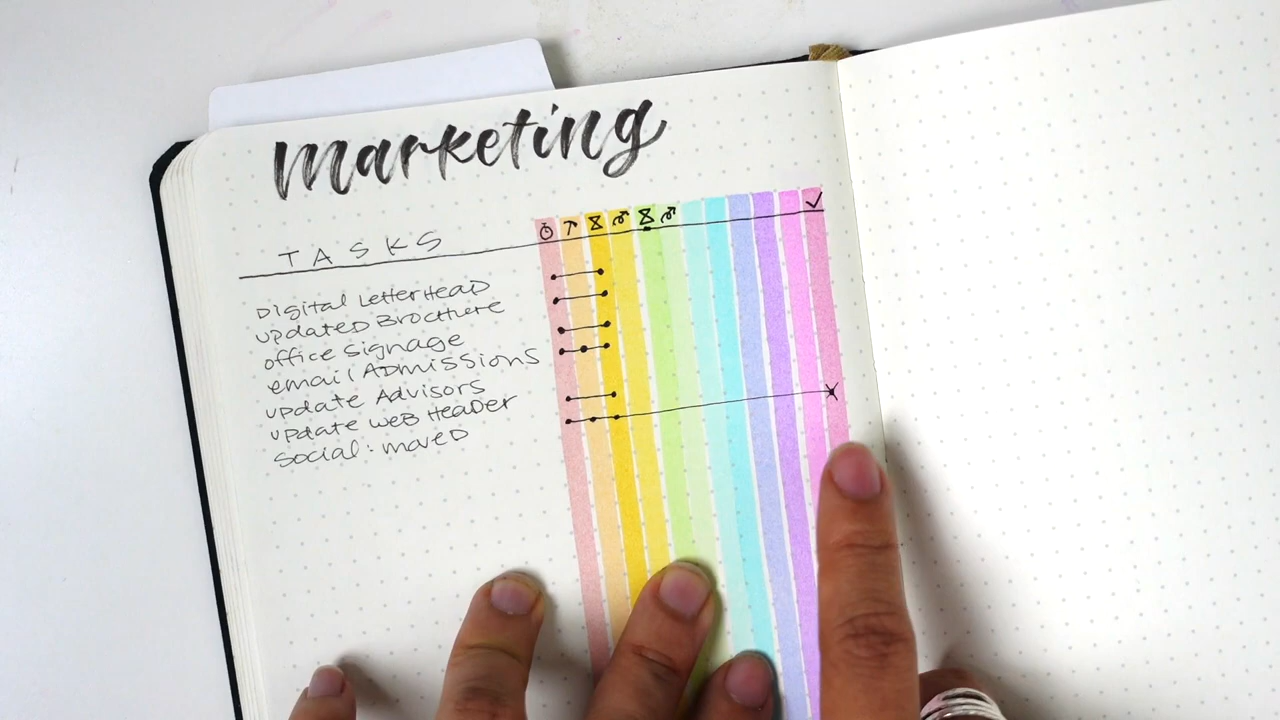 marketing
TASKS
Digital LetterHeaD
upDateD BrocHure
office Signage
email Admissions
upDate Advisors
upDate weB HeaDer
Social: moveD